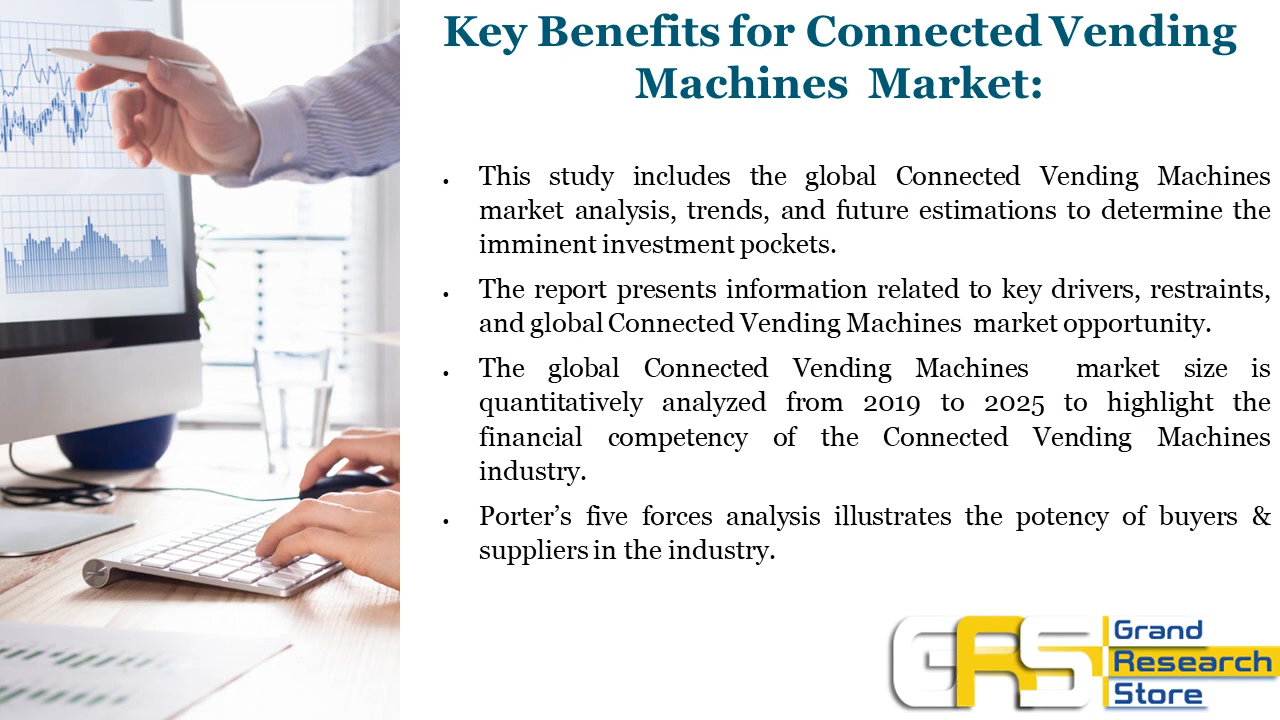 Key Benefits for Connected Vending
Machines Market:
• This study includes the global Connected Vending Machines
market analysis, trends, and future estimations to determine the
imminent investment pockets.
• The report presents information related to key drivers, restraints,
and global Connected Vending Machines market opportunity.
• The global Connected Vending Machines market size is
quantitatively analyzed from 2019 to 2025 to highlight the
financial competency of the Connected Vending Machines
industry.
• Porter’s five forces analysis illustrates the potency of buyers &
suppliers in the industry.
GRS
Grand
Research
Store